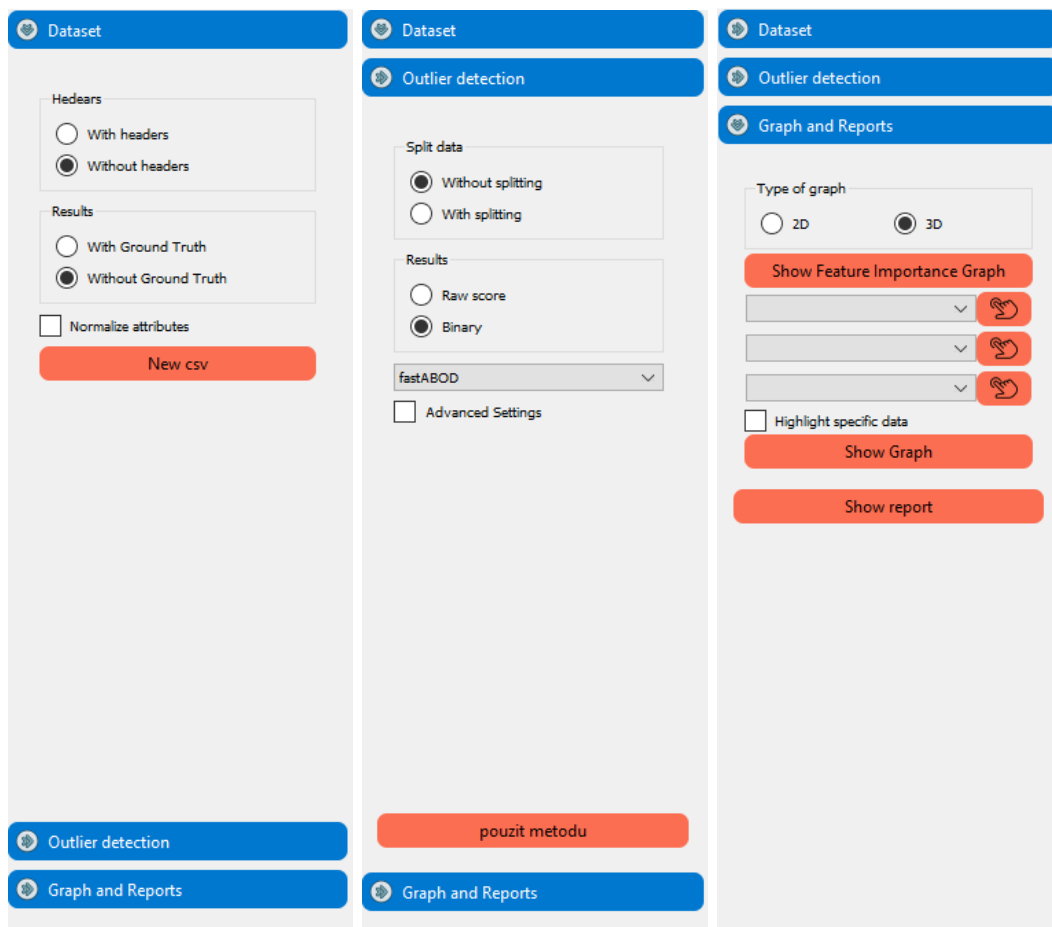 Dataset
Hedears
With headers
Without headers
Results
With Ground Truth
Without Ground Truth
Normalize attributes
New csv
Outlier detection
Graph and Reports
Dataset
Outlier detection
Split data
Without splitting
With splitting
Results
Raw score
Binary
fastABOD
Advanced Settings
pouzit metodu
Graph and Reports
Dataset
Outlier detection
Graph and Reports
Type of graph
2D 3D
Show Feature Importance Graph
Highlight specific data
Show Graph
Show report